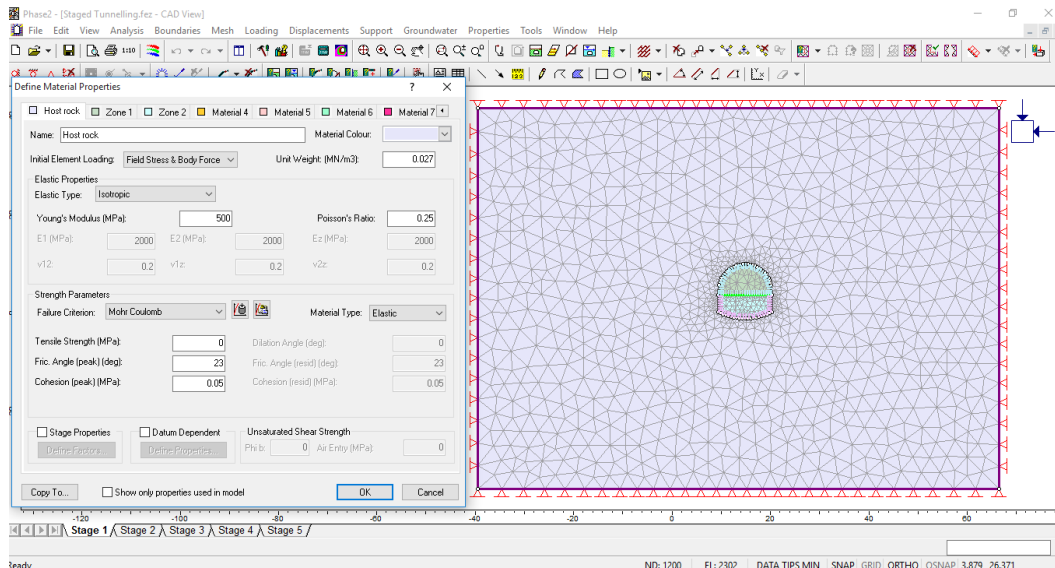 Phase2 - [Staged Tunnelling.fez - CAD View]
File Edit View Analysis Boundaries Mesh Loading Displacements Support Groundwater Properties Tools Window Help
1:10
Define Material Properties ? X
Host rock Zone 1 Zone 2 Material 4 Material 5 Material 6 Material 7
Name: Host rock Material Colour:
Initial Element Loading: Field Stress & Body Force Unit Weight: (MN/m3): 0.027
Elastic Properties
Elastic Type: Isotropic
Young's Modulus (MPa): 500 Poisson's Ratio: 0.25
E1 (MPa): 2000 E2 (MPa): 2000 Ez (MPa): 2000
v12: 0.2 v1z: 0.2 v2z: 0.2
Strength Parameters
Failure Criterion: Mohr Coulomb Material Type: Elastic
Tensile Strength (MPa): 0 Dilation Angle (deg): 0
Fric. Angle (peak) (deg): 23 Fric. Angle (resid) (deg): 23
Cohesion (peak) (MPa): 0.05 Cohesion (resid) (MPa): 0.05
Stage Properties Datum Dependent Unsaturated Shear Strength
Define Factors... Define Properties... Phi b: 0 Air Entry (MPa): 0
Copy To... Show only properties used in model OK Cancel
-120 -100 -80 -60 -40 -20 0 20 40 60
Stage 1 Stage 2 Stage 3 Stage 4 Stage 5
Ready ND: 1200 EL: 2302 DATA TIPS MIN SNAP GRID ORTHO OSNAP 3.879, 26.371